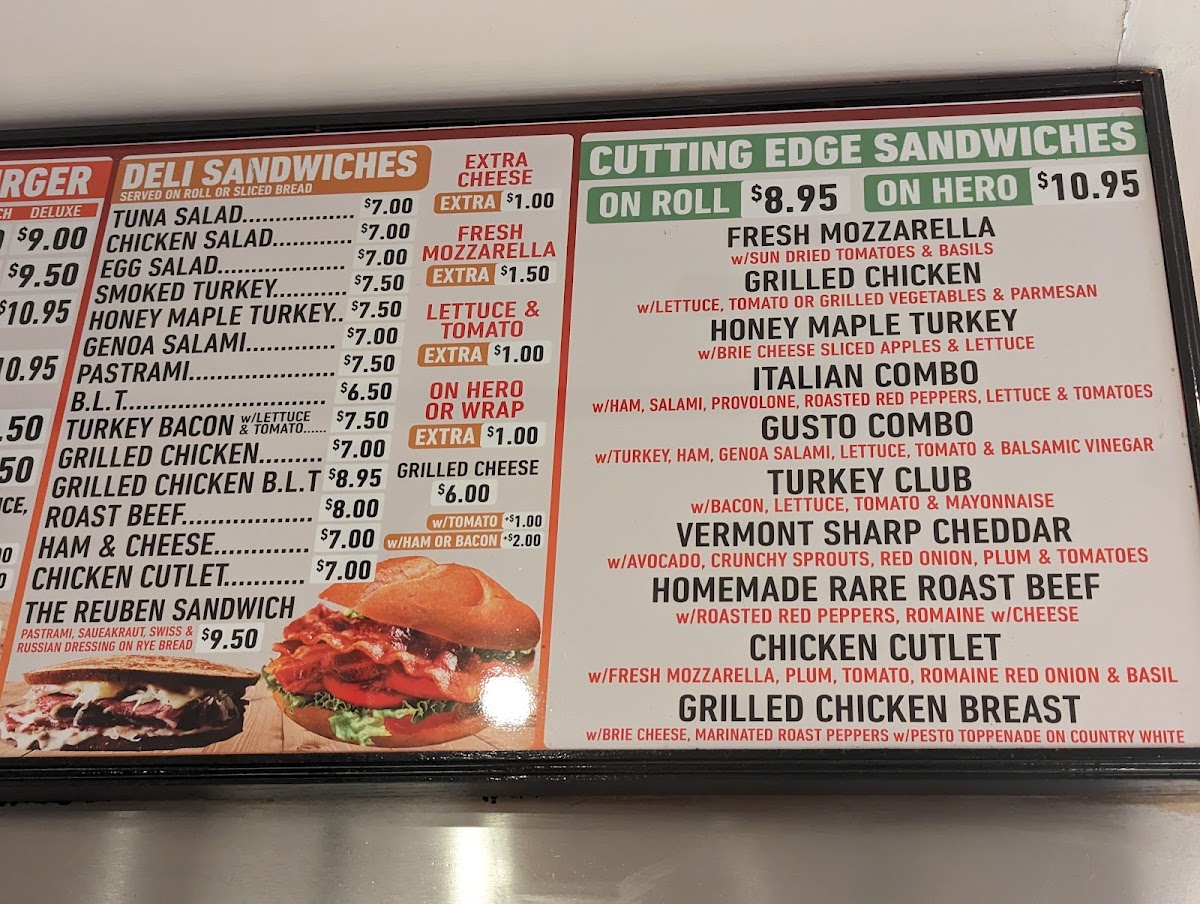 RGER
CH DELUXE
$9.00
$9.50
$10.95
10.95
.50
50
CE,
DELI SANDWICHES
SERVED ON ROLL OR SLICED BREAD
TUNA SALAD................ $7.00
CHICKEN SALAD............ $7.00
EGG SALAD.................. $7.00
SMOKED TURKEY........... $7.50
HONEY MAPLE TURKEY.. $7.50
GENOA SALAMI............. $7.00
PASTRAMI..................... $7.50
B.L.T............................ $6.50
TURKEY BACON w/LETTUCE & TOMATO...... $7.50
GRILLED CHICKEN......... $7.00
GRILLED CHICKEN B.L.T $8.95
ROAST BEEF.................. $8.00
HAM & CHEESE............. $7.00
CHICKEN CUTLET........... $7.00
THE REUBEN SANDWICH
PASTRAMI, SAUEAKRAUT, SWISS &
RUSSIAN DRESSING ON RYE BREAD $9.50
EXTRA
CHEESE
EXTRA $1.00
FRESH
MOZZARELLA
EXTRA $1.50
LETTUCE &
TOMATO
EXTRA $1.00
ON HERO
OR WRAP
EXTRA $1.00
GRILLED CHEESE
$6.00
w/TOMATO +$1.00
w/HAM OR BACON +$2.00
CUTTING EDGE SANDWICHES
ON ROLL $8.95 ON HERO $10.95
FRESH MOZZARELLA
w/SUN DRIED TOMATOES & BASILS
GRILLED CHICKEN
w/LETTUCE, TOMATO OR GRILLED VEGETABLES & PARMESAN
HONEY MAPLE TURKEY
w/BRIE CHEESE SLICED APPLES & LETTUCE
ITALIAN COMBO
w/HAM, SALAMI, PROVOLONE, ROASTED RED PEPPERS, LETTUCE & TOMATOES
GUSTO COMBO
w/TURKEY, HAM, GENOA SALAMI, LETTUCE, TOMATO & BALSAMIC VINEGAR
TURKEY CLUB
w/BACON, LETTUCE, TOMATO & MAYONNAISE
VERMONT SHARP CHEDDAR
w/AVOCADO, CRUNCHY SPROUTS, RED ONION, PLUM & TOMATOES
HOMEMADE RARE ROAST BEEF
w/ROASTED RED PEPPERS, ROMAINE w/CHEESE
CHICKEN CUTLET
w/FRESH MOZZARELLA, PLUM, TOMATO, ROMAINE RED ONION & BASIL
GRILLED CHICKEN BREAST
w/BRIE CHEESE, MARINATED ROAST PEPPERS w/PESTO TOPPENADE ON COUNTRY WHITE